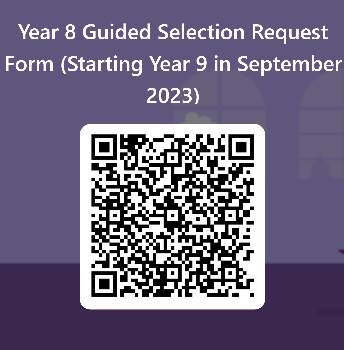 Year 8 Guided Selection Request
Form (Starting Year 9 in September
2023)